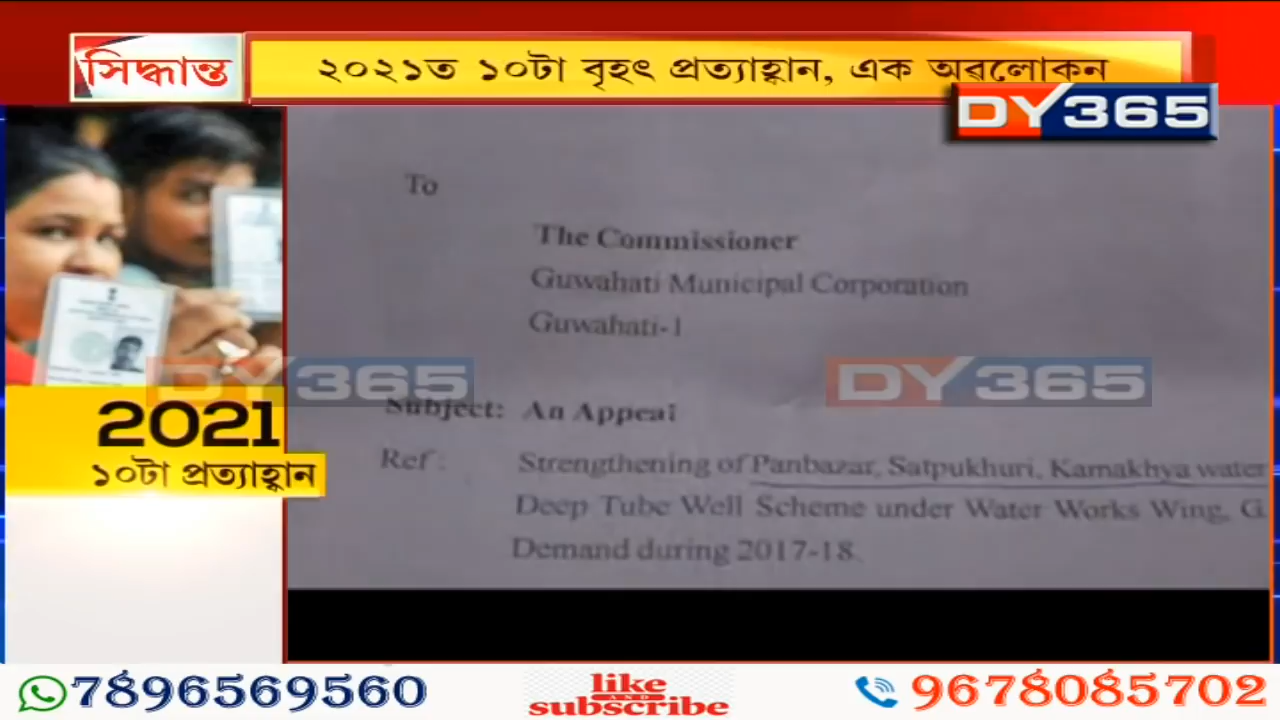 সিদ্ধান্ত
২০২১ত ১০টা বৃহৎ প্ৰত্যাহ্বান, এক অৱলোকন
DY365
To
The Commissioner
Guwahati Municipal Corporation
Guwahati-1
DY365
DY365
Subject: An Appeal
Ref : Strengthening of Panbazar, Satpukhuri, Kamakhya water
Deep Tube Well Scheme under Water Works Wing, G
Demand during 2017-18.
2021
১০টা প্ৰত্যাহ্বান
7896569560
like
AND
subscribe
9678085702